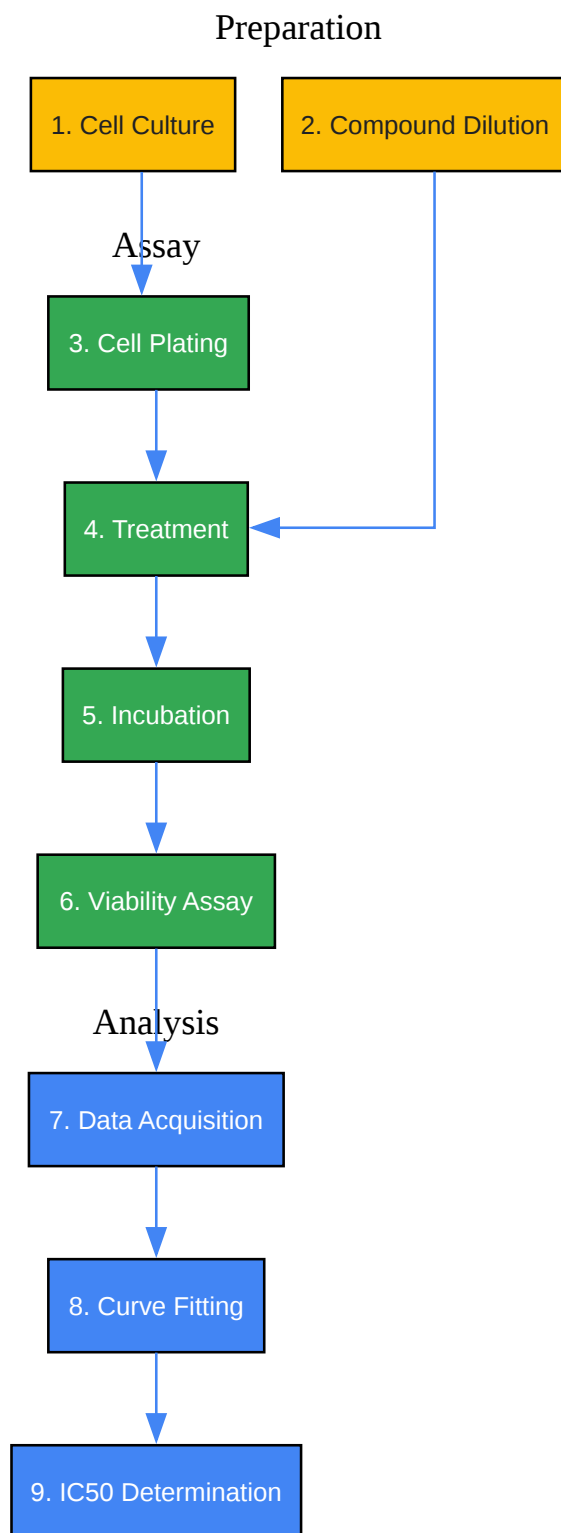 Preparation
1. Cell Culture
2. Compound Dilution
Assay
3. Cell Plating
4. Treatment
5. Incubation
6. Viability Assay
Analysis
7. Data Acquisition
8. Curve Fitting
9. IC50 Determination